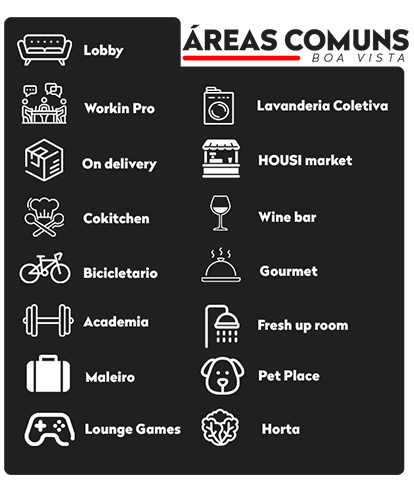 ÁREAS COMUNS
BOA VISTA
Lobby
Workin Pro
On delivery
Cokitchen
Bicicletario
Academia
Maleiro
Lounge Games
Lavanderia Coletiva
HOUSI market
Wine bar
Gourmet
Fresh up room
Pet Place
Horta